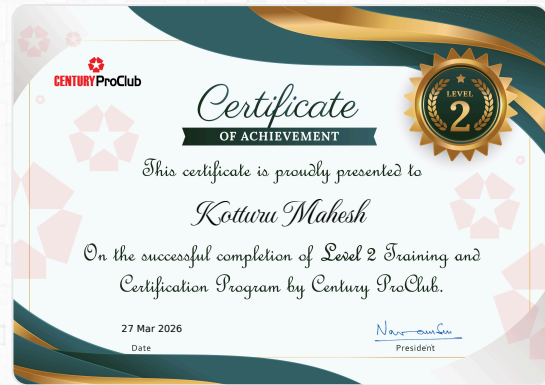 CENTURY ProClub
LEVEL
2
Certificate
OF ACHIEVEMENT
This certificate is proudly presented to
Kotturu Mahesh
On the successful completion of Level 2 Training and
Certification Program by Century ProClub.
27 Mar 2026
Date
President